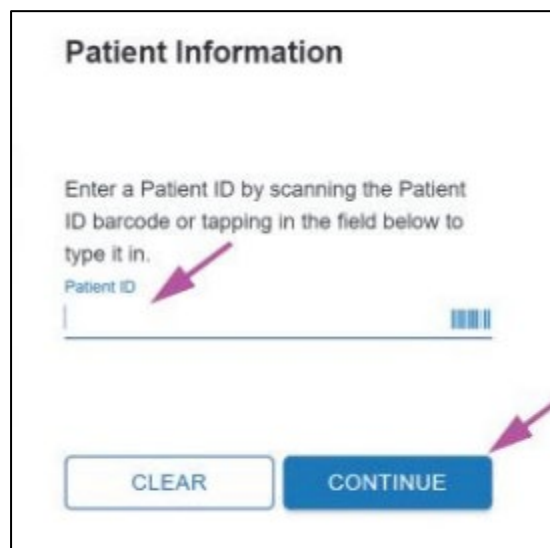 Patient Information
Enter a Patient ID by scanning the Patient
ID barcode or tapping in the field below to
type it in.
Patient ID
CLEAR
CONTINUE